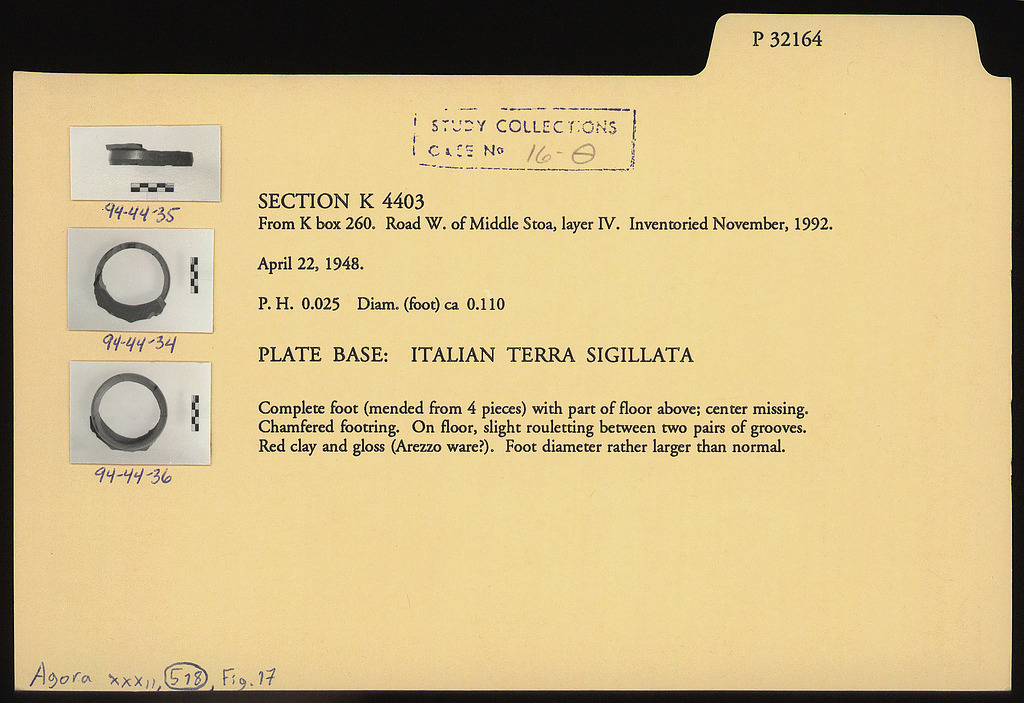 P 32164
STUDY COLLECTIONS
CASE No 16-Θ
94-44-35
94-44-34
94-44-36
SECTION K 4403
From K box 260. Road W. of Middle Stoa, layer IV. Inventoried November, 1992.
April 22, 1948.
P. H. 0.025 Diam. (foot) ca 0.110
PLATE BASE: ITALIAN TERRA SIGILLATA
Complete foot (mended from 4 pieces) with part of floor above; center missing.
Chamfered footring. On floor, slight rouletting between two pairs of grooves.
Red clay and gloss (Arezzo ware?). Foot diameter rather larger than normal.
Agora xxxii, 518, Fig. 17